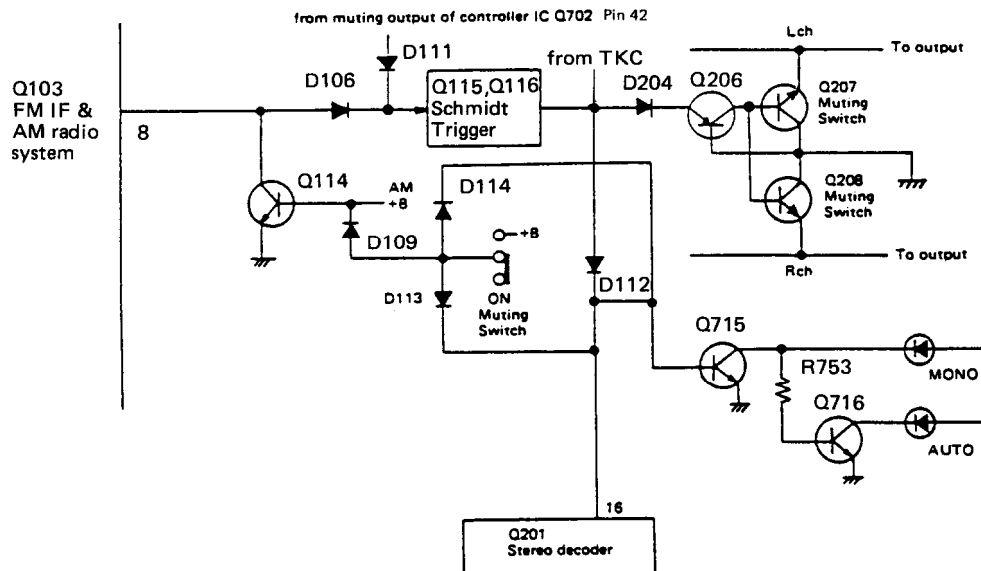 from muting output of controller IC Q702 Pin 42
Lch
To output
D111
from TKC
Q103
FM IF &
AM radio
system
8
D106
Q115,Q116
Schmidt
Trigger
D204
Q206
Q207
Muting
Switch
Q114
AM
+B
D114
Q208
Muting
Switch
D109
+B
To output
Rch
D113
ON
Muting
Switch
D112
Q715
R753
MONO
Q716
AUTO
16
Q201
Stereo decoder